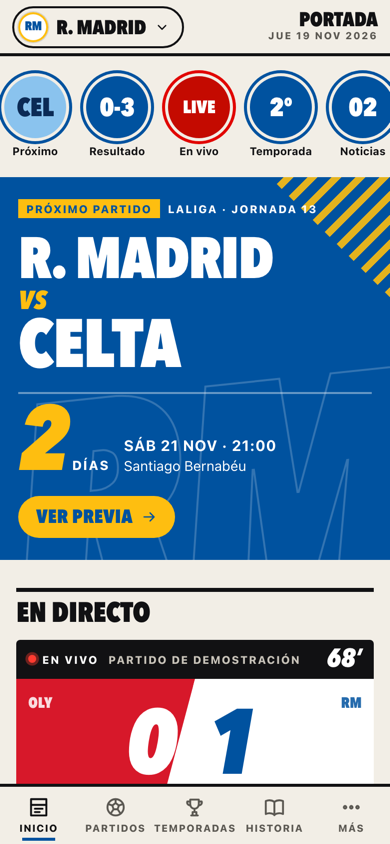 RM R. MADRID
PORTADA
JUE 19 NOV 2026
CEL 0-3 LIVE 2º 02
Próximo Resultado En vivo Temporada Noticias
PRÓXIMO PARTIDO LALIGA · JORNADA 13
R. MADRID
VS
CELTA
2 DÍAS
SÁB 21 NOV · 21:00
Santiago Bernabéu
VER PREVIA →
RM
EN DIRECTO
EN VIVO PARTIDO DE DEMOSTRACIÓN 68’
OLY RM
0 1
INICIO PARTIDOS TEMPORADAS HISTORIA MÁS